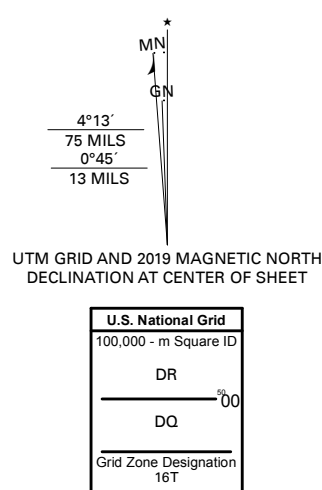 ★
MN
GN
4°13´
75 MILS
0°45´
13 MILS
UTM GRID AND 2019 MAGNETIC NORTH
DECLINATION AT CENTER OF SHEET
U.S. National Grid
100,000 - m Square ID
DR
50 00
DQ
Grid Zone Designation
16T